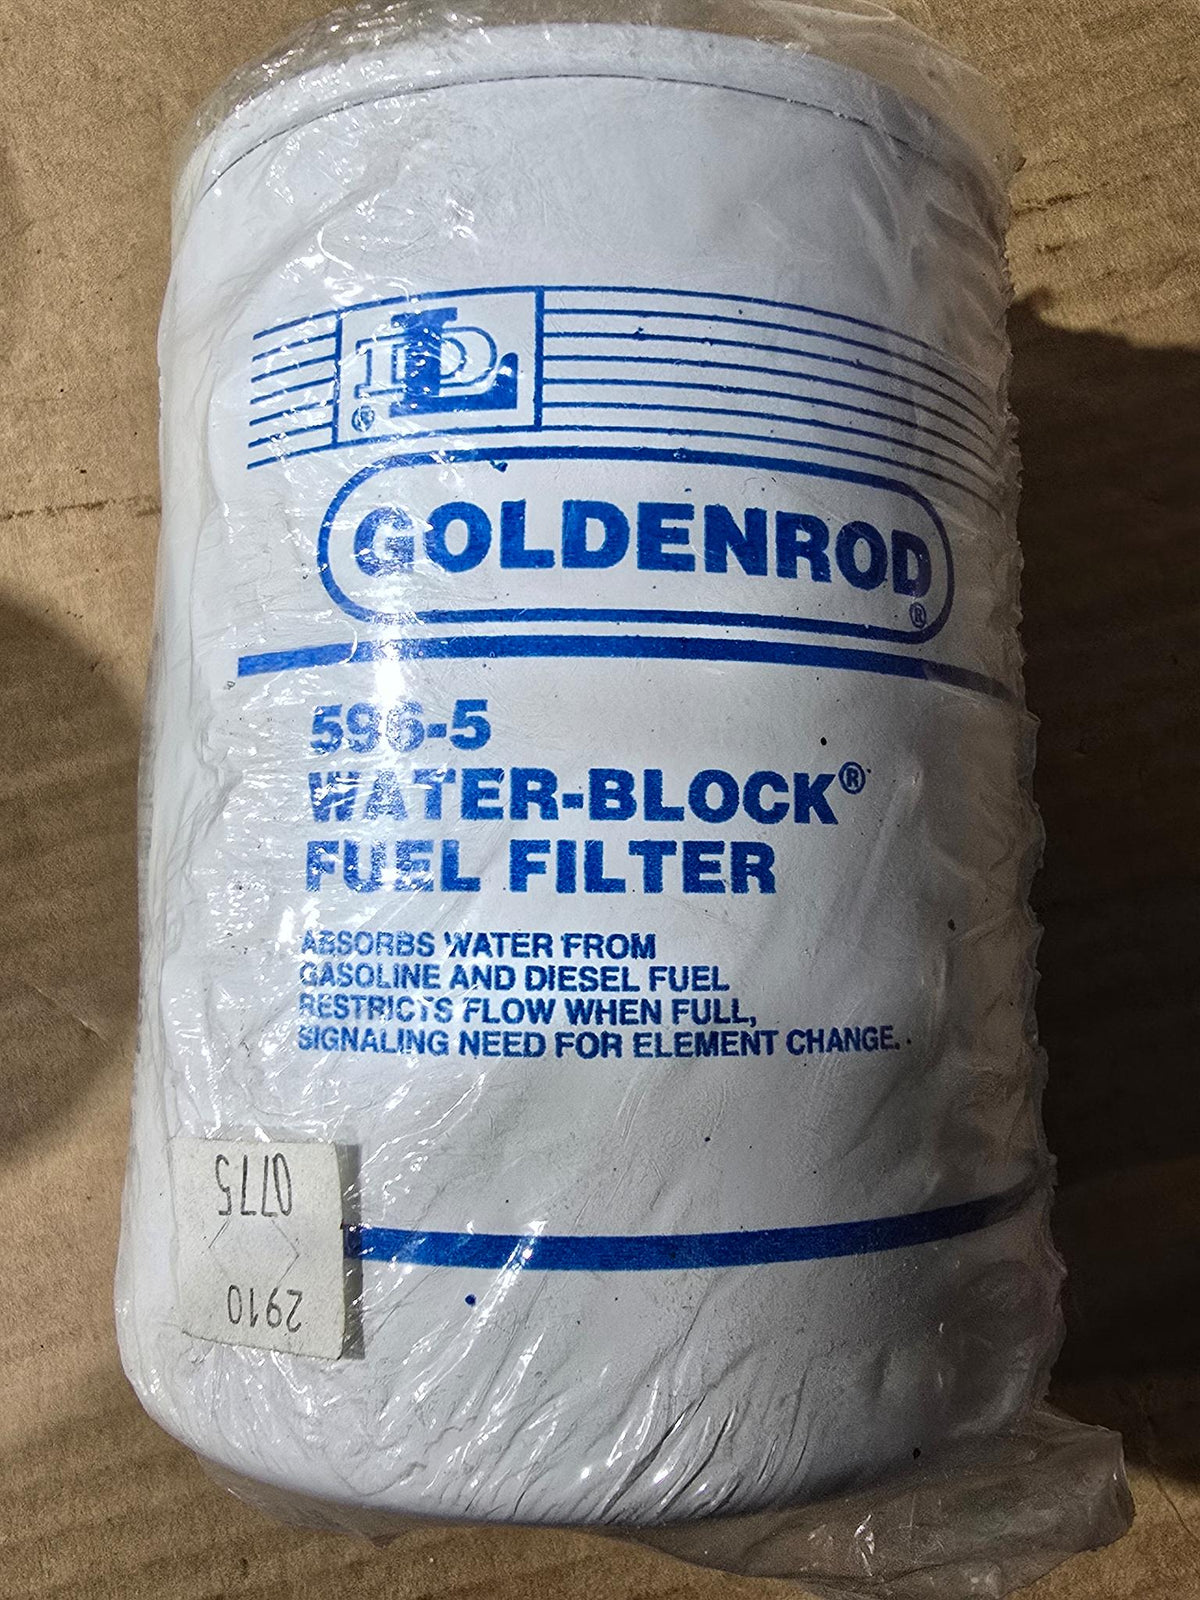 DL
®
GOLDENROD
®
596-5
WATER-BLOCK®
FUEL FILTER
ABSORBS WATER FROM
GASOLINE AND DIESEL FUEL
RESTRICTS FLOW WHEN FULL,
SIGNALING NEED FOR ELEMENT CHANGE.
2910
0775